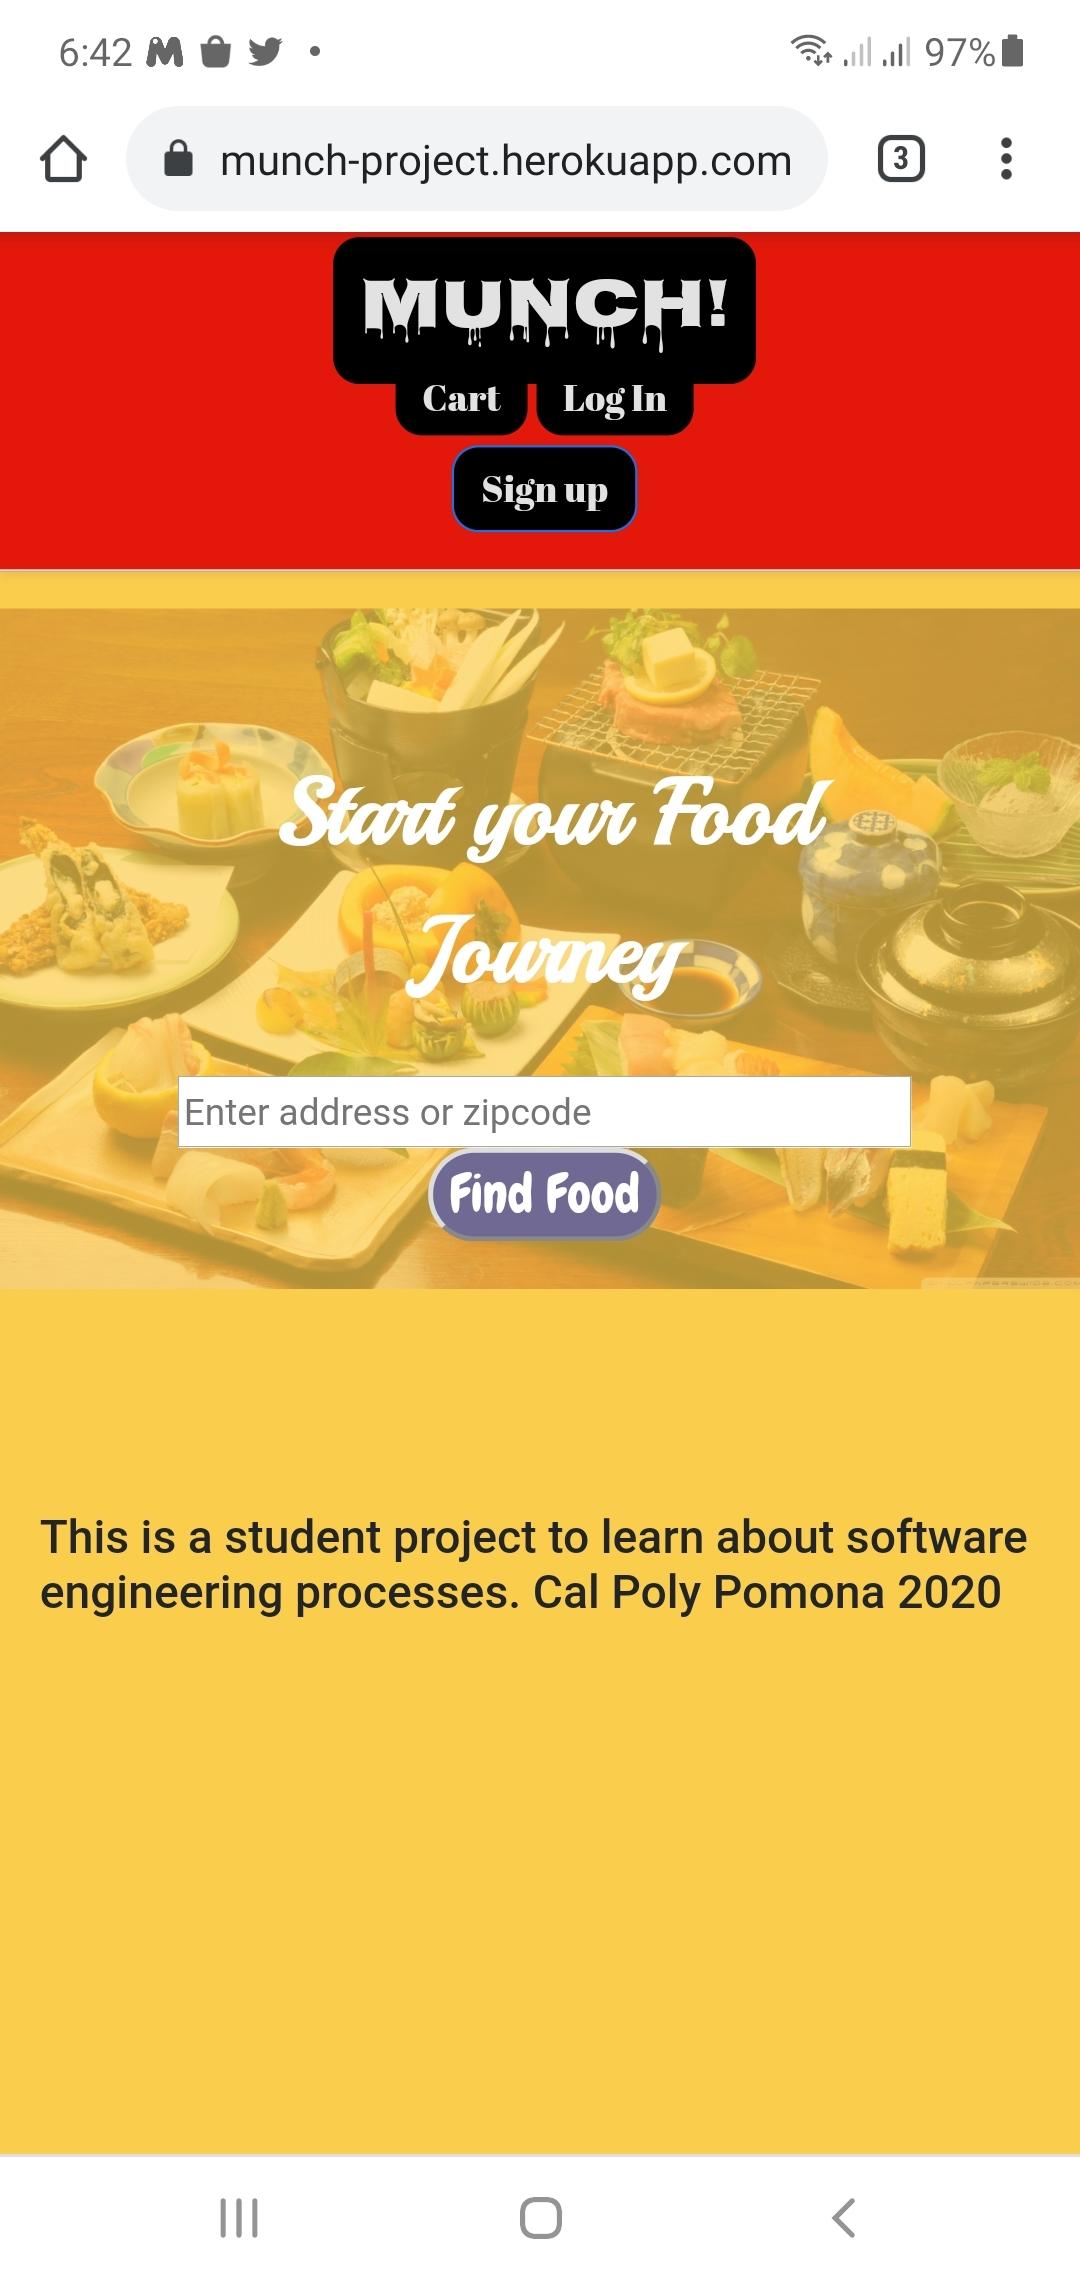 6:42
97%
munch-project.herokuapp.com
3
MUNCH!
Cart Log In
Sign up
Start your Food
Journey
Enter address or zipcode
Find Food
This is a student project to learn about software
engineering processes. Cal Poly Pomona 2020